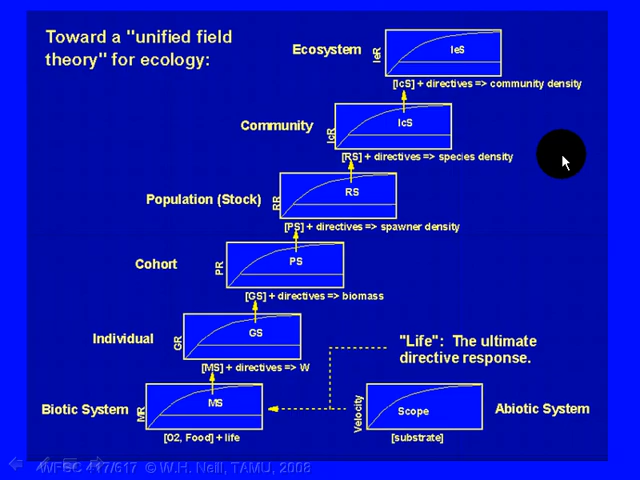 Toward a "unified field
theory" for ecology:
Ecosystem
IeR
IeS
[IcS] + directives => community density
Community
IcR
IcS
[RS] + directives => species density
Population (Stock)
RR
RS
[PS] + directives => spawner density
Cohort
PR
PS
[GS] + directives => biomass
Individual
GR
GS
[MS] + directives => W
"Life": The ultimate
directive response.
Biotic System
MR
MS
[O2, Food] + life
Velocity
Scope
[substrate]
Abiotic System
WFSC 417/617 © W.H. Neill, TAMU, 2008